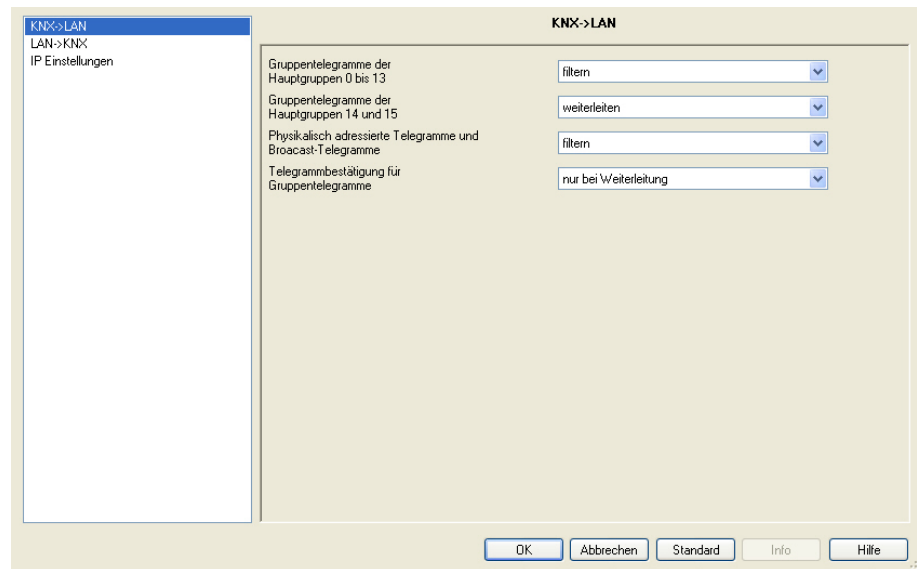 KNX->LAN
LAN->KNX
IP Einstellungen
KNX->LAN
Gruppentelegramme der
Hauptgruppen 0 bis 13
filtern
Gruppentelegramme der
Hauptgruppen 14 und 15
weiterleiten
Physikalisch adressierte Telegramme und
Broacast-Telegramme
filtern
Telegrammbestätigung für
Gruppentelegramme
nur bei Weiterleitung
OK
Abbrechen
Standard
Info
Hilfe